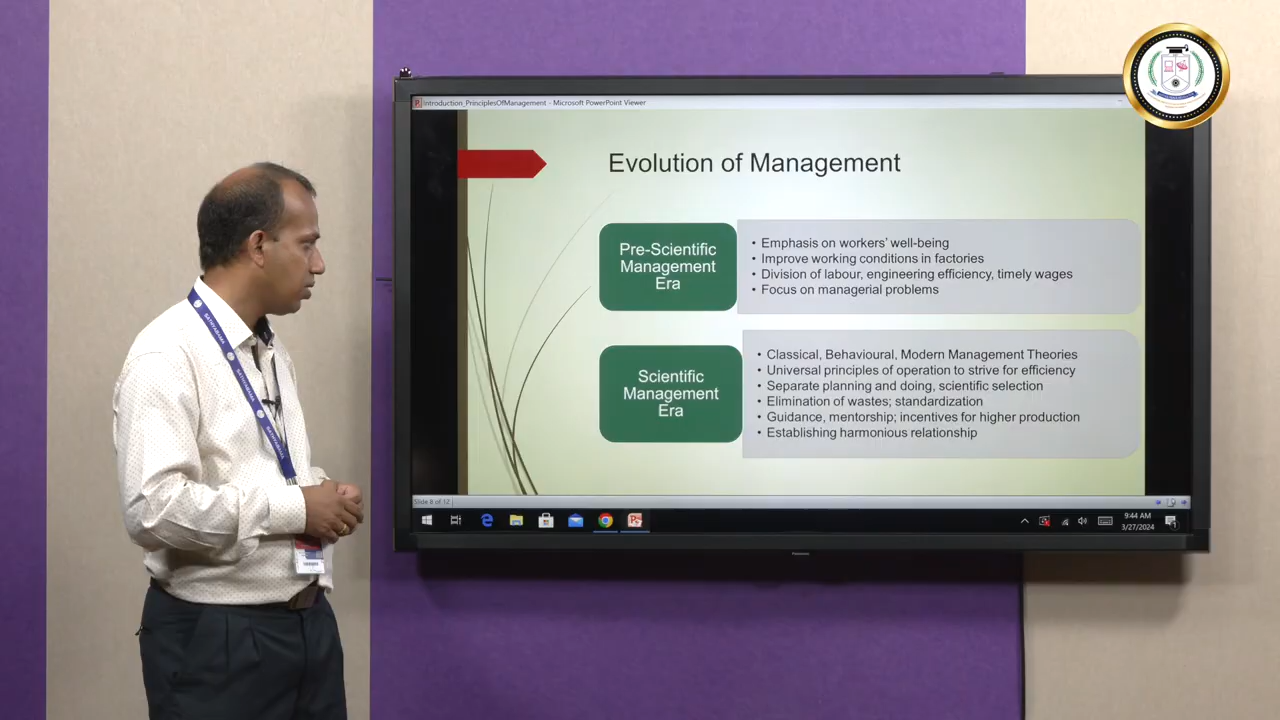 Introduction_PrinciplesOfManagement - Microsoft PowerPoint Viewer
Evolution of Management
Pre-Scientific
Management
Era
• Emphasis on workers' well-being
• Improve working conditions in factories
• Division of labour, engineering efficiency, timely wages
• Focus on managerial problems
Scientific
Management
Era
• Classical, Behavioural, Modern Management Theories
• Universal principles of operation to strive for efficiency
• Separate planning and doing, scientific selection
• Elimination of wastes; standardization
• Guidance, mentorship; incentives for higher production
• Establishing harmonious relationship
Slide 8 of 12
9:44 AM
3/27/2024
SATHYABAMA
SATHYABAMA